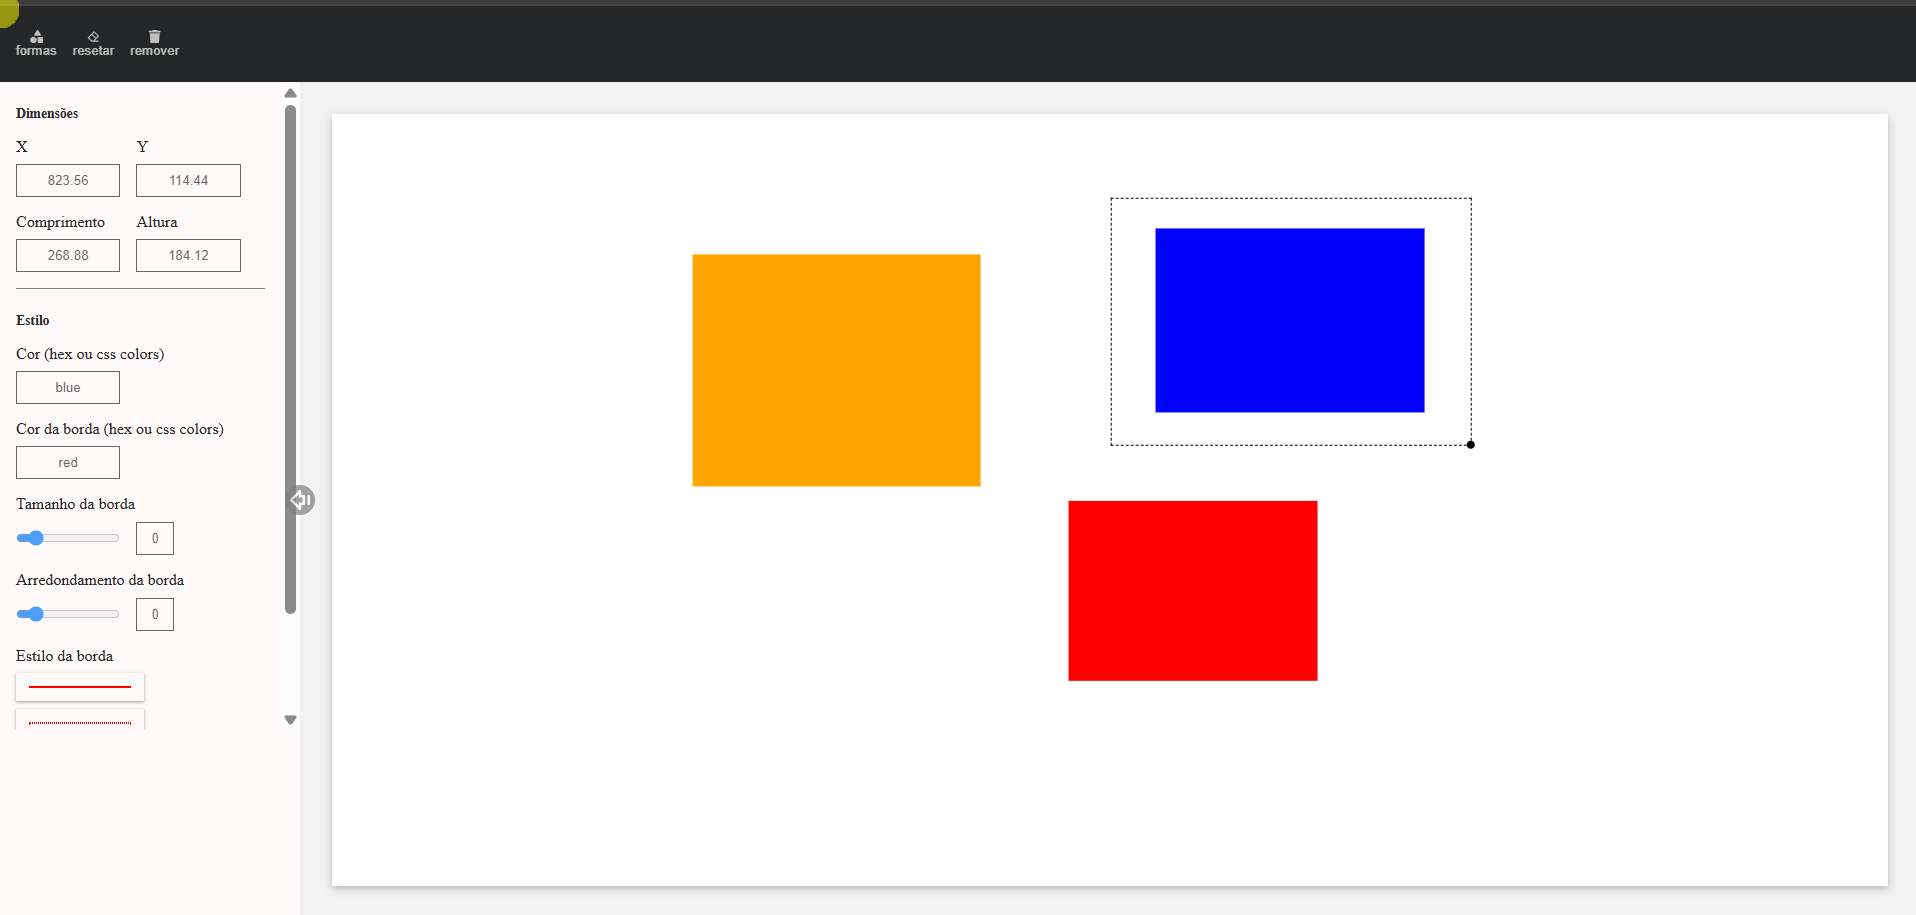 formas resetar remover
Dimensões
X Y
823.56 114.44
Comprimento Altura
268.88 184.12
Estilo
Cor (hex ou css colors)
blue
Cor da borda (hex ou css colors)
red
Tamanho da borda
0
Arredondamento da borda
0
Estilo da borda